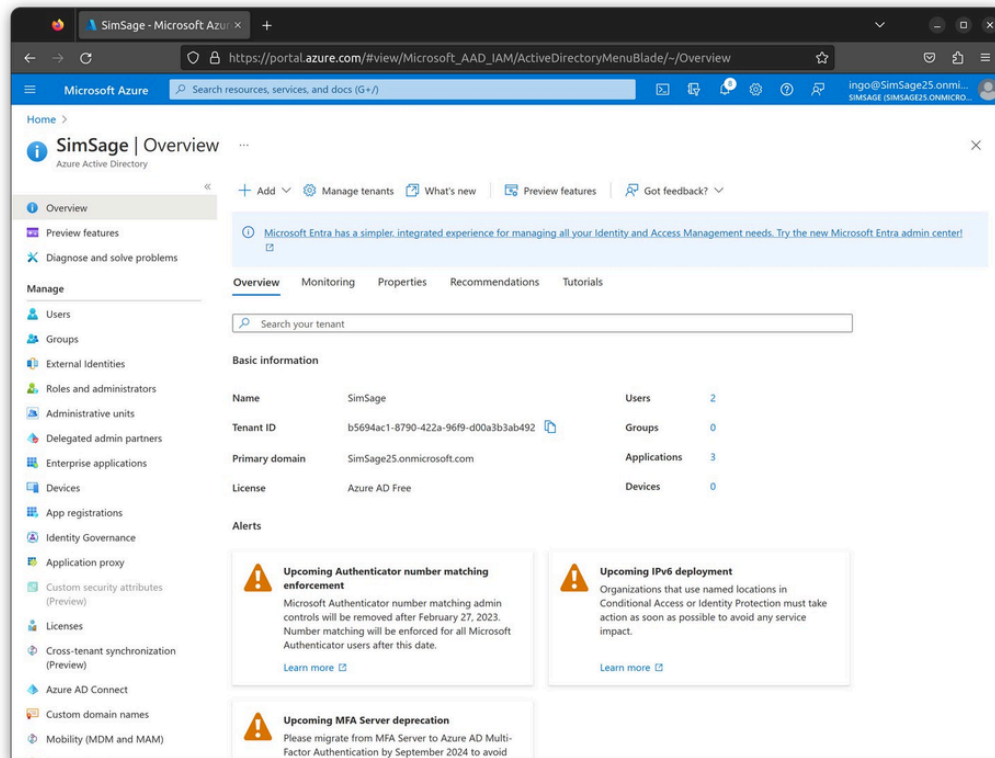 SimSage - Microsoft Azur
https://portal.azure.com/#view/Microsoft_AAD_IAM/ActiveDirectoryMenuBlade/~/Overview
Microsoft Azure
Search resources, services, and docs (G+/)
8
ingo@SimSage25.onmi...
SIMSAGE (SIMSAGE25.ONMICRO...
Home >
SimSage | Overview ...
Azure Active Directory
Add
Manage tenants
What's new
Preview features
Got feedback?
Overview
Preview features
Diagnose and solve problems
Manage
Users
Groups
External Identities
Roles and administrators
Administrative units
Delegated admin partners
Enterprise applications
Devices
App registrations
Identity Governance
Application proxy
Custom security attributes
(Preview)
Licenses
Cross-tenant synchronization
(Preview)
Azure AD Connect
Custom domain names
Mobility (MDM and MAM)
Microsoft Entra has a simpler, integrated experience for managing all your Identity and Access Management needs. Try the new Microsoft Entra admin center!
Overview Monitoring Properties Recommendations Tutorials
Search your tenant
Basic information
Name SimSage Users 2
Tenant ID b5694ac1-8790-422a-96f9-d00a3b3ab492 Groups 0
Primary domain SimSage25.onmicrosoft.com Applications 3
License Azure AD Free Devices 0
Alerts
Upcoming Authenticator number matching
enforcement
Microsoft Authenticator number matching admin
controls will be removed after February 27, 2023.
Number matching will be enforced for all Microsoft
Authenticator users after this date.
Learn more
Upcoming IPv6 deployment
Organizations that use named locations in
Conditional Access or Identity Protection must take
action as soon as possible to avoid any service
impact.
Learn more
Upcoming MFA Server deprecation
Please migrate from MFA Server to Azure AD Multi-
Factor Authentication by September 2024 to avoid